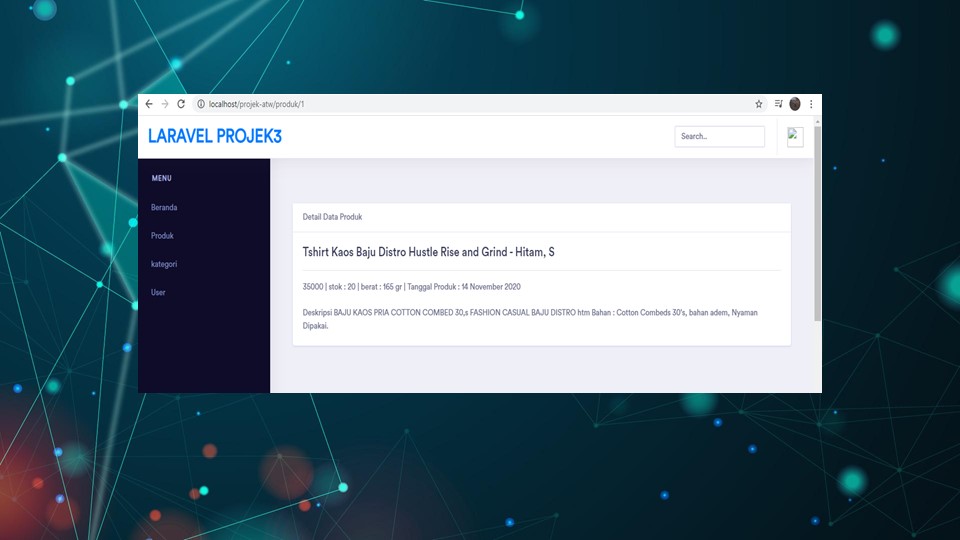 localhost/projek-atw/produk/1
LARAVEL PROJEK3
Search..
MENU
Beranda
Produk
kategori
User
Detail Data Produk
Tshirt Kaos Baju Distro Hustle Rise and Grind - Hitam, S
35000 | stok : 20 | berat : 165 gr | Tanggal Produk : 14 November 2020
Deskripsi BAJU KAOS PRIA COTTON COMBED 30,s FASHION CASUAL BAJU DISTRO htm Bahan : Cotton Combeds 30's, bahan adem, Nyaman
Dipakai.